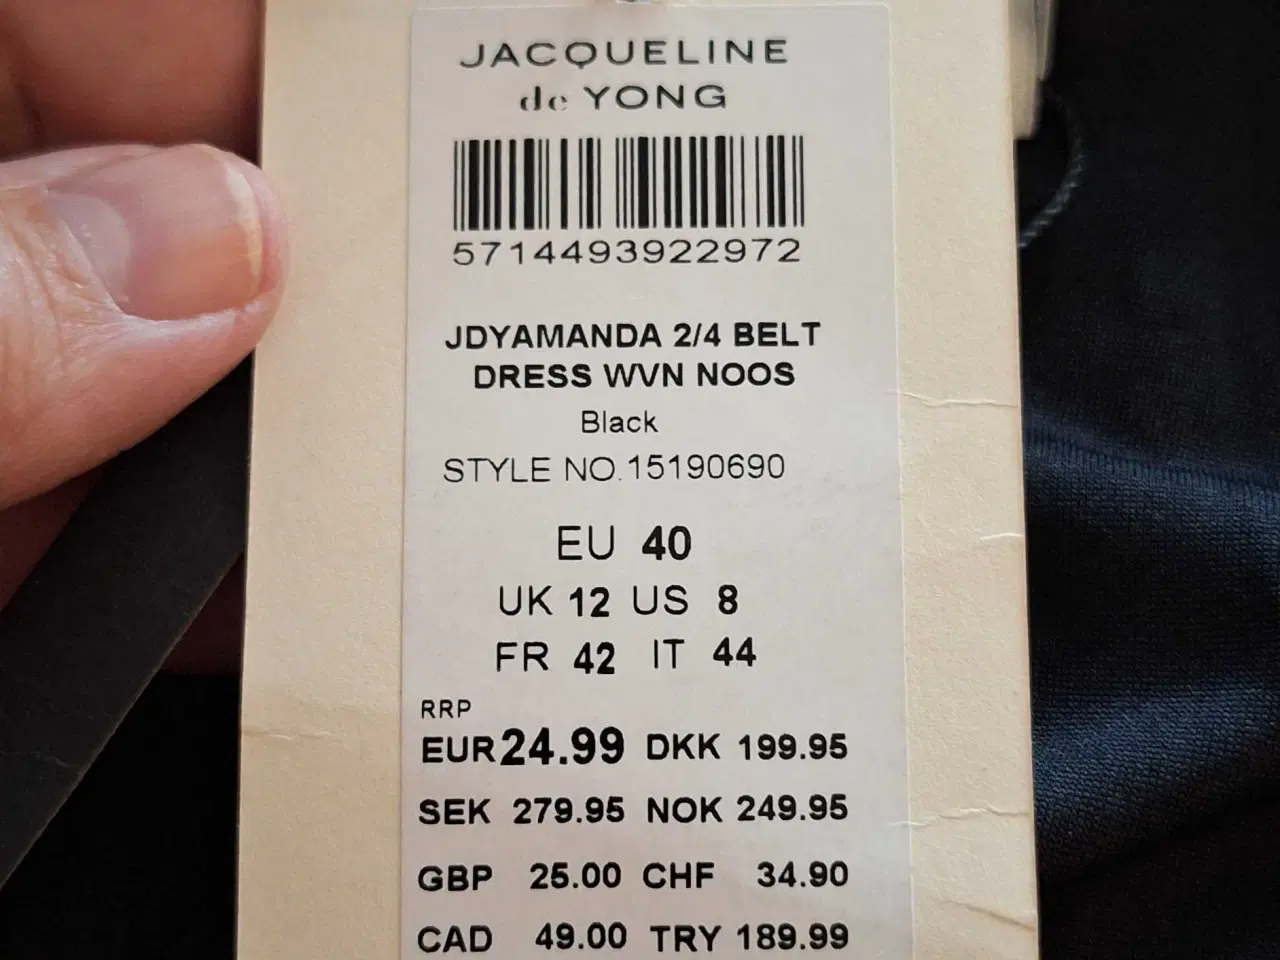 JACQUELINE
de YONG
5714493922972
JDYAMANDA 2/4 BELT
DRESS WVN NOOS
Black
STYLE NO.15190690
EU 40
UK 12 US 8
FR 42 IT 44
RRP
EUR 24.99 DKK 199.95
SEK 279.95 NOK 249.95
GBP 25.00 CHF 34.90
CAD 49.00 TRY 189.99